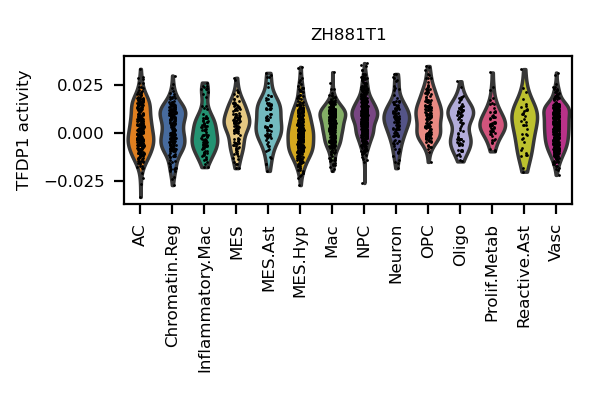 ZH881T1
TFDP1 activity
0.025
0.000
−0.025
AC
Chromatin.Reg
Inflammatory.Mac
MES
MES.Ast
MES.Hyp
Mac
NPC
Neuron
OPC
Oligo
Prolif.Metab
Reactive.Ast
Vasc